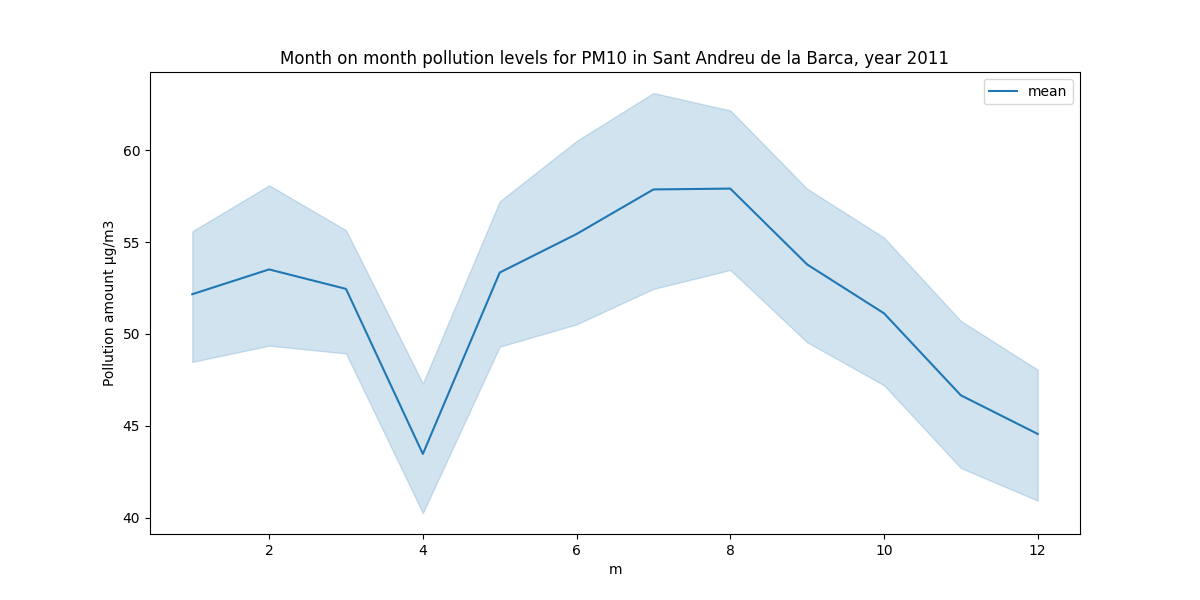 Month on month pollution levels for PM10 in Sant Andreu de la Barca, year 2011
mean
Pollution amount µg/m3
60
55
50
45
40
2 4 6 8 10 12
m